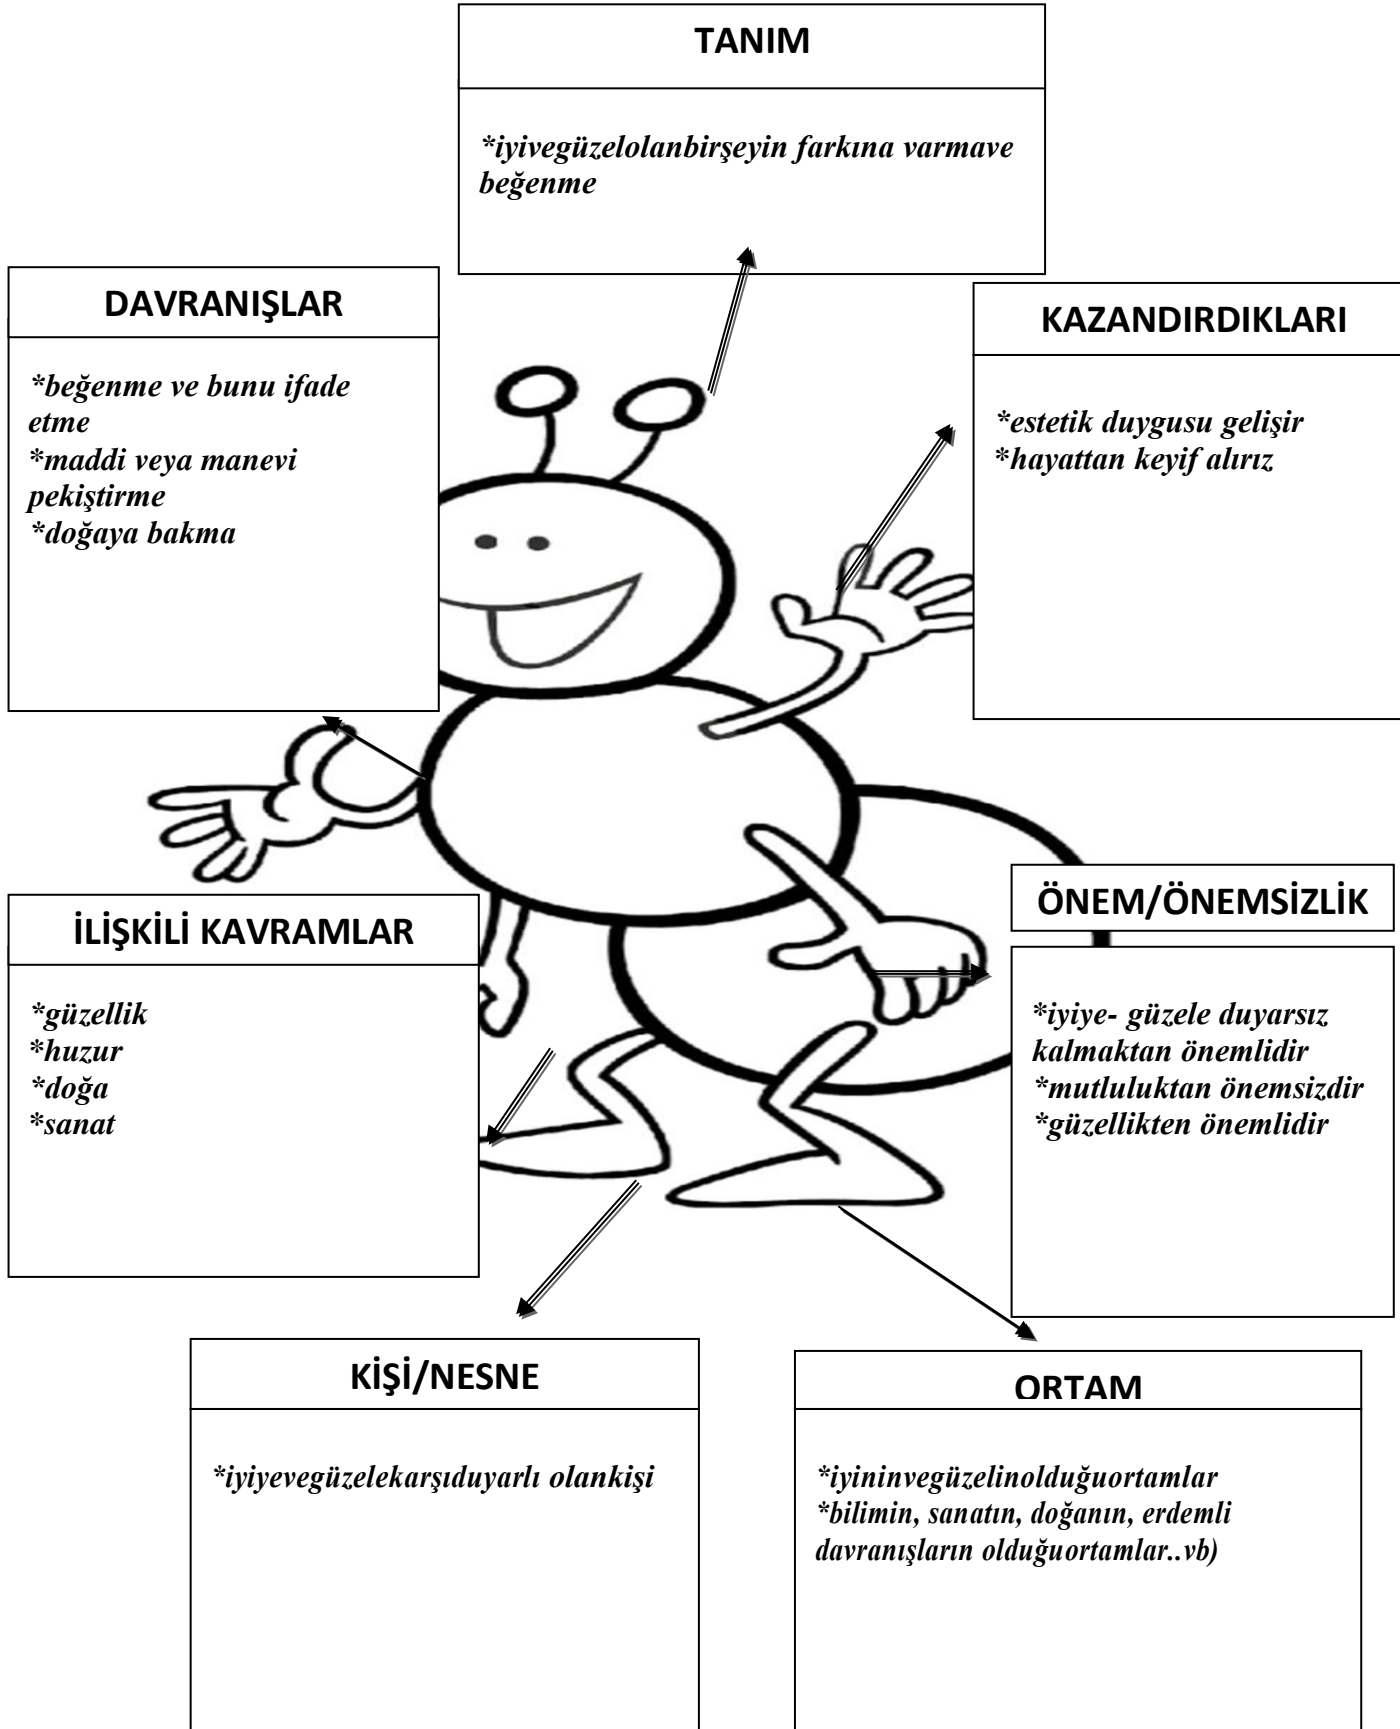 TANIM
*iyivegüzelolanbirşeyin farkına varmave
beğenme
DAVRANIŞLAR
*beğenme ve bunu ifade
etme
*maddi veya manevi
pekiştirme
*doğaya bakma
KAZANDIRDIKLARI
*estetik duygusu gelişir
*hayattan keyif alırız
İLİŞKİLİ KAVRAMLAR
*güzellik
*huzur
*doğa
*sanat
ÖNEM/ÖNEMSİZLİK
*iyiye- güzele duyarsız
kalmaktan önemlidir
*mutluluktan önemsizdir
*güzellikten önemlidir
KİŞİ/NESNE
*iyiyevegüzelekarşıduyarlı olankişi
ORTAM
*iyininvegüzelinolduğuortamlar
*bilimin, sanatın, doğanın, erdemli
davranışların olduğuortamlar..vb)